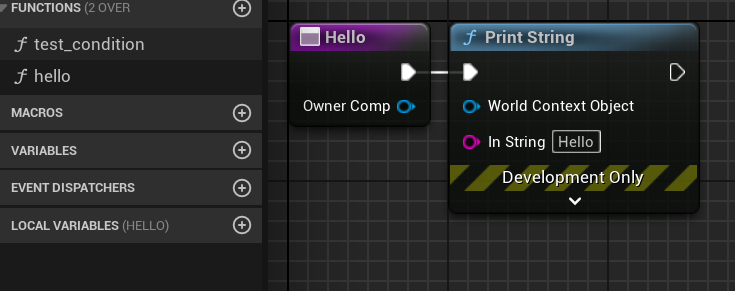 FUNCTIONS (2 OVER
test_condition
hello
MACROS
VARIABLES
EVENT DISPATCHERS
LOCAL VARIABLES (HELLO)
Hello
Owner Comp
Print String
World Context Object
In String Hello
Development Only